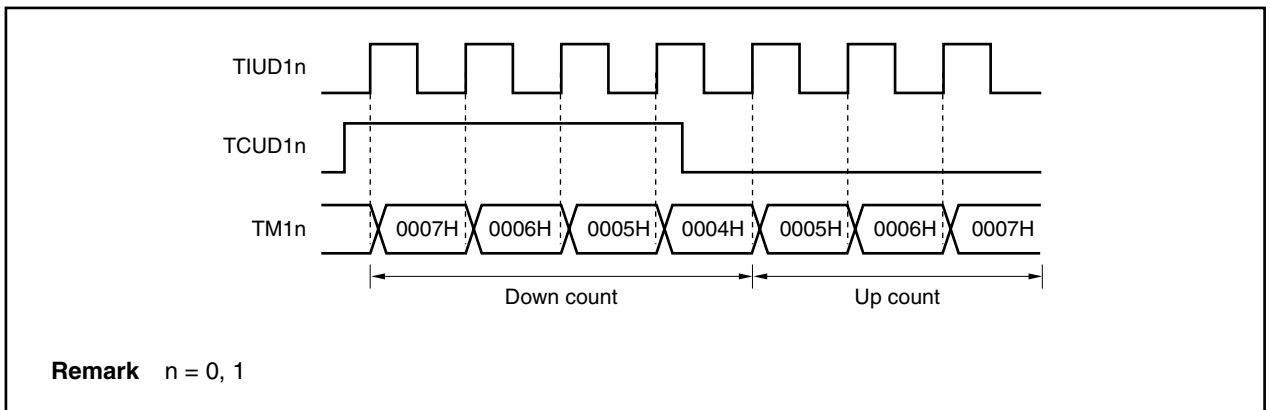 TIUD1n
TCUD1n
TM1n 0007H 0006H 0005H 0004H 0005H 0006H 0007H
Down count Up count
Remark n = 0, 1